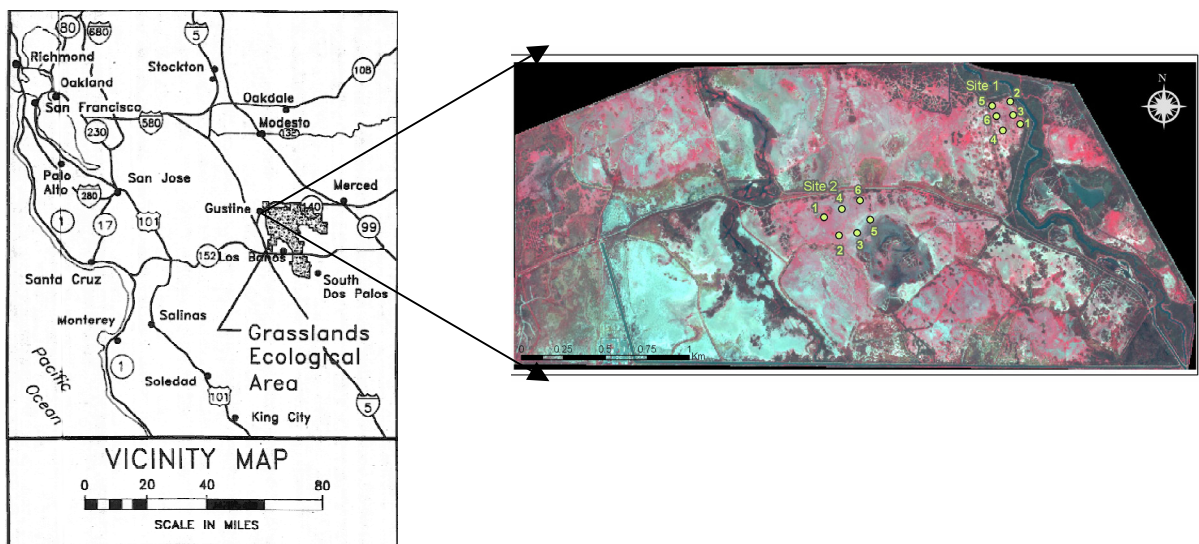 80
680
5
Richmond
Stockton
108
Oakland
Oakdale
San Francisco
580
Modesto
230
132
Palo
Alto
San Jose
280
Merced
1
17
101
Gustine
140
99
152
Los Banos
Santa Cruz
South
Dos Palos
Monterey
Salinas
Grasslands
Ecological
Area
1
Pacific
Ocean
Soledad
101
King City
5
VICINITY MAP
0 20 40 80
SCALE IN MILES
N
Site 1
5 2
6 3
1
4
Site 2
6
4
1
5
2 3
0 0.25 0.5 0.75 1
Km